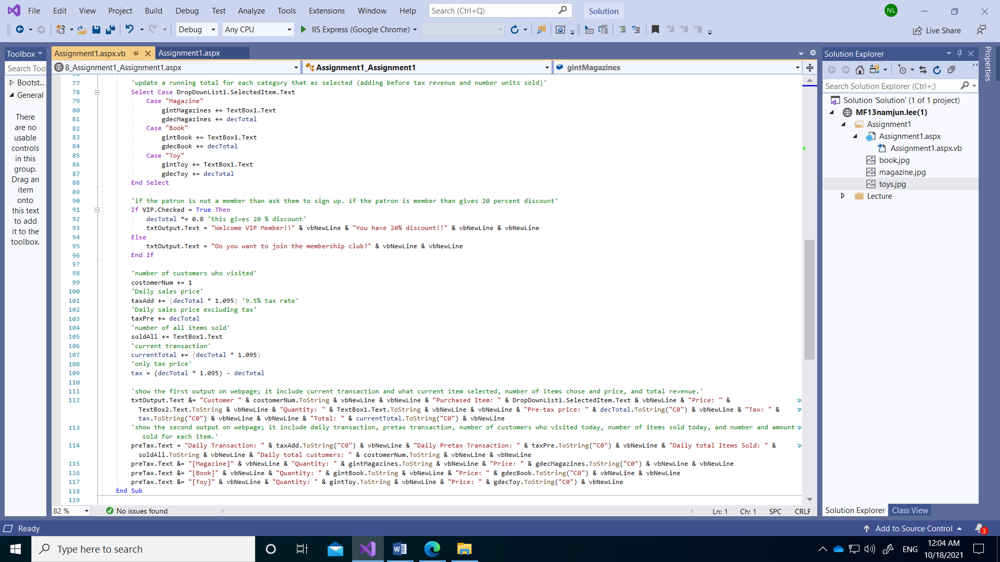 File Edit View Project Build Debug Test Analyze Tools Extensions Window Help Search (Ctrl+Q) Solution NL
Debug Any CPU IIS Express (Google Chrome) Live Share
Toolbox
Search Too
Bootst...
General
There
are no
usable
controls
in this
group.
Drag an
item
onto
this text
to add
it to the
toolbox.
Assignment1.aspx.vb Assignment1.aspx
8_Assignment1_Assignment1.aspx Assignment1_Assignment1 gintMagazines
77 'update a running total for each category that as selected (adding before tax revenue and number units sold)'
78 Select Case DropDownList1.SelectedItem.Text
79 Case "Magazine"
80 gintMagazines += TextBox1.Text
81 gdecMagazines += decTotal
82 Case "Book"
83 gintBook += TextBox1.Text
84 gdecBook += decTotal
85 Case "Toy"
86 gintToy += TextBox1.Text
87 gdecToy += decTotal
88 End Select
89
90 'if the patron is not a member than ask them to sign up. if the patron is member than gives 20 percent discount'
91 If VIP.Checked = True Then
92 decTotal *= 0.8 'this gives 20 % discount'
93 txtOutput.Text = "Welcome VIP Member!!" & vbNewLine & "You have 20% discount!!" & vbNewLine & vbNewLine
94 Else
95 txtOutput.Text = "Do you want to join the membership club?" & vbNewLine & vbNewLine
96 End If
97
98 'number of customers who visited'
99 costomerNum += 1
100 'Daily sales price'
101 taxAdd += (decTotal * 1.095) '9.5% tax rate'
102 'Daily sales price excluding tax'
103 taxPre += decTotal
104 'number of all items sold'
105 soldAll += TextBox1.Text
106 'current transaction'
107 currentTotal += (decTotal * 1.095)
108 'only tax price'
109 tax = (decTotal * 1.095) - decTotal
110
111 'show the first output on webpage; it include current transaction and what current item selected, number of items chose and price, and total revenue.'
112 txtOutput.Text &= "Customer " & costomerNum.ToString & vbNewLine & vbNewLine & "Purchased Item: " & DropDownList1.SelectedItem.Text & vbNewLine & "Price: " &
TextBox2.Text.ToString & vbNewLine & "Quantity: " & TextBox1.Text.ToString & vbNewLine & vbNewLine & "Pre-tax price: " & decTotal.ToString("C0") & vbNewLine & "Tax: " &
tax.ToString("C0") & vbNewLine & vbNewLine & "Total: " & currentTotal.ToString("C0") & vbNewLine
113 'show the second output on webpage; it include daily transaction, pretax transaction, number of customers who visited today, number of items sold today, and number and amount
sold for each item.'
114 preTax.Text = "Daily Transaction: " & taxAdd.ToString("C0") & vbNewLine & "Daily Pretax Transaction: " & taxPre.ToString("C0") & vbNewLine & "Daily total Items Sold: " &
soldAll.ToString & vbNewLine & "Daily total customers: " & costomerNum.ToString & vbNewLine & vbNewLine
115 preTax.Text &= "[Magazine]" & vbNewLine & "Quantity: " & gintMagazines.ToString & vbNewLine & "Price: " & gdecMagazines.ToString("C0") & vbNewLine & vbNewLine
116 preTax.Text &= "[Book]" & vbNewLine & "Quantity: " & gintBook.ToString & vbNewLine & "Price: " & gdecBook.ToString("C0") & vbNewLine & vbNewLine
117 preTax.Text &= "[Toy]" & vbNewLine & "Quantity: " & gintToy.ToString & vbNewLine & "Price: " & gdecToy.ToString("C0") & vbNewLine
118 End Sub
119
82 % No issues found Ln: 1 Ch: 1 SPC CRLF
Solution Explorer
Search Solution Explorer (Ctrl+;)
Solution 'Solution' (1 of 1 project)
MF13namjun.lee(1)
Assignment1
Assignment1.aspx
Assignment1.aspx.vb
book.jpg
magazine.jpg
toys.jpg
Lecture
Solution Explorer Class View
Properties
Ready Add to Source Control 3
Type here to search ENG 12:04 AM
10/18/2021